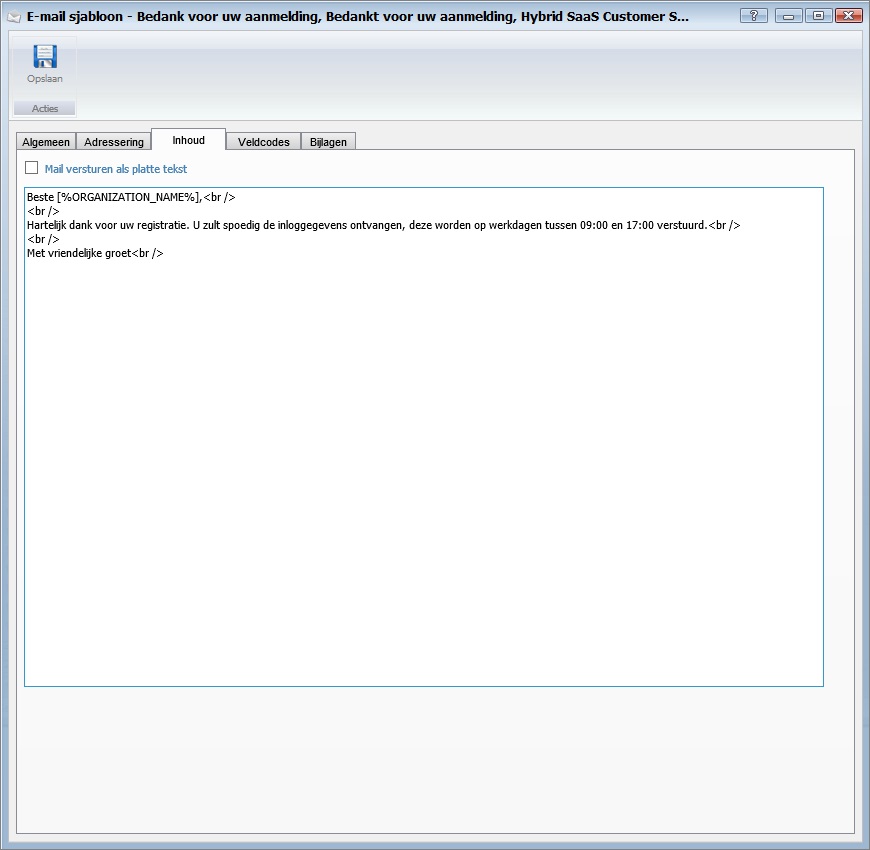 E-mail sjabloon - Bedank voor uw aanmelding, Bedankt voor uw aanmelding, Hybrid SaaS Customer S...
?
Opslaan
Acties
Algemeen Adressering Inhoud Veldcodes Bijlagen
Mail versturen als platte tekst
Beste [%ORGANIZATION_NAME%],<br />
<br />
Hartelijk dank voor uw registratie. U zult spoedig de inloggegevens ontvangen, deze worden op werkdagen tussen 09:00 en 17:00 verstuurd.<br />
<br />
Met vriendelijke groet<br />